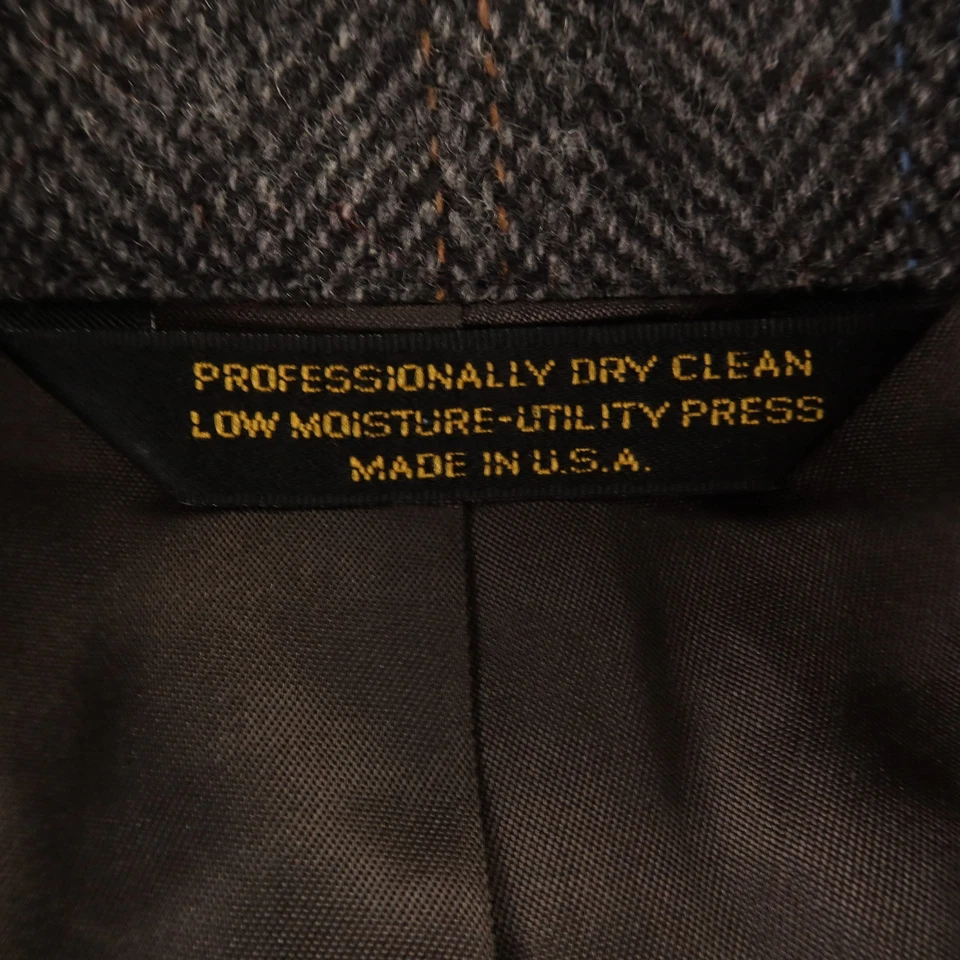 PROFESSIONALLY DRY CLEAN
LOW MOISTURE-UTILITY PRESS
MADE IN U.S.A.